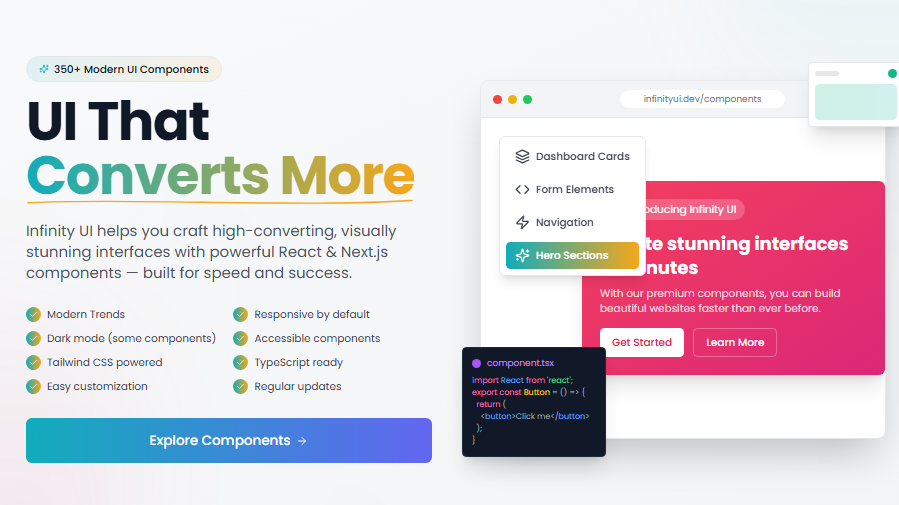 350+ Modern UI Components
UI That
Converts More
Infinity UI helps you craft high-converting, visually
stunning interfaces with powerful React & Next.js
components — built for speed and success.
Modern Trends
Responsive by default
Dark mode (some components)
Accessible components
Tailwind CSS powered
TypeScript ready
Easy customization
Regular updates
Explore Components →
infinityui.dev/components
Dashboard Cards
Form Elements
Navigation
Hero Sections
oducing Infinity UI
te stunning interfaces
nutes
With our premium components, you can build
beautiful websites faster than ever before.
Get Started
Learn More
component.tsx
import React from 'react';
export const Button = () => {
return (
<button>Click me</button>
);
}